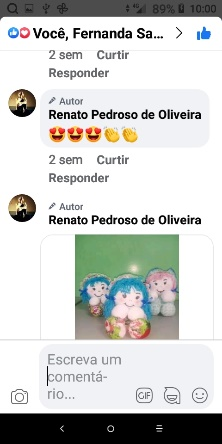 89% 10:00
Você, Fernanda Sa...
2 sem Curtir
Responder
Autor
Renato Pedroso de Oliveira
2 sem Curtir
Responder
Autor
Renato Pedroso de Oliveira
Escreva um
comentá-
rio...
GIF